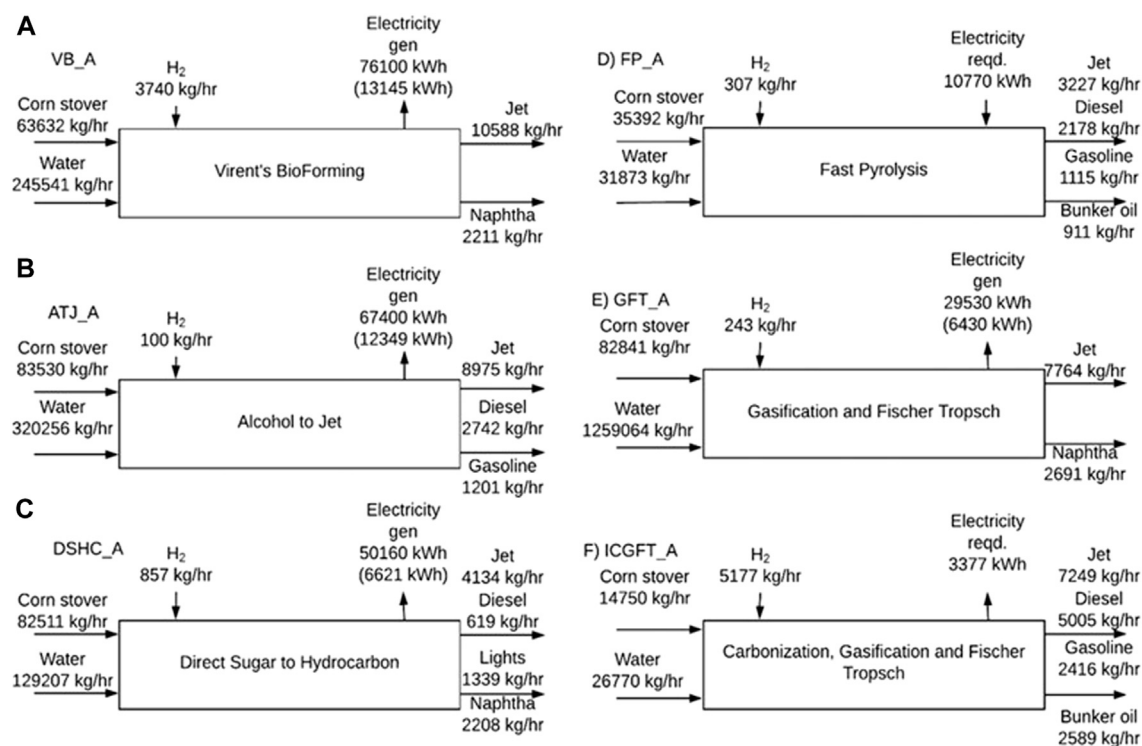 A
VB_A
H₂
3740 kg/hr
Electricity
gen
76100 kWh
(13145 kWh)
Corn stover
63632 kg/hr
Water
245541 kg/hr
Virent's BioForming
Jet
10588 kg/hr
Naphtha
2211 kg/hr
D) FP_A
H₂
307 kg/hr
Electricity
reqd.
10770 kWh
Corn stover
35392 kg/hr
Water
31873 kg/hr
Fast Pyrolysis
Jet
3227 kg/hr
Diesel
2178 kg/hr
Gasoline
1115 kg/hr
Bunker oil
911 kg/hr
B
ATJ_A
H₂
100 kg/hr
Electricity
gen
67400 kWh
(12349 kWh)
Corn stover
83530 kg/hr
Water
320256 kg/hr
Alcohol to Jet
Jet
8975 kg/hr
Diesel
2742 kg/hr
Gasoline
1201 kg/hr
E) GFT_A
H₂
243 kg/hr
Electricity
gen
29530 kWh
(6430 kWh)
Corn stover
82841 kg/hr
Water
1259064 kg/hr
Gasification and Fischer Tropsch
Jet
7764 kg/hr
Naphtha
2691 kg/hr
C
DSHC_A
H₂
857 kg/hr
Electricity
gen
50160 kWh
(6621 kWh)
Corn stover
82511 kg/hr
Water
129207 kg/hr
Direct Sugar to Hydrocarbon
Jet
4134 kg/hr
Diesel
619 kg/hr
Lights
1339 kg/hr
Naphtha
2208 kg/hr
F) ICGFT_A
H₂
5177 kg/hr
Electricity
reqd.
3377 kWh
Corn stover
14750 kg/hr
Water
26770 kg/hr
Carbonization, Gasification and Fischer
Tropsch
Jet
7249 kg/hr
Diesel
5005 kg/hr
Gasoline
2416 kg/hr
Bunker oil
2589 kg/hr